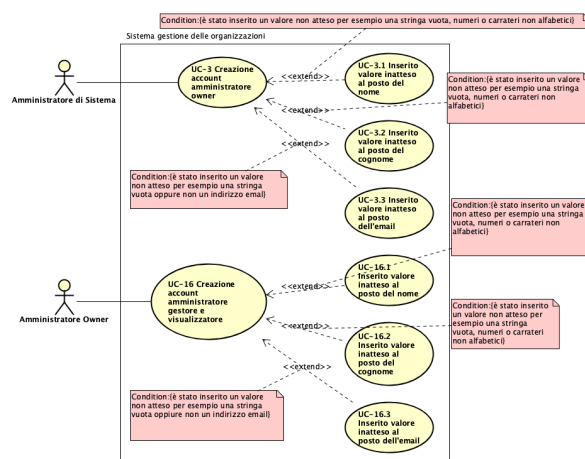 Condition:{è stato inserito un valore non atteso per esempio una stringa vuota, numeri o carrateri non alfabetici}
Sistema gestione delle organizzazioni
Amministratore di Sistema
UC-3 Creazione
account
amministratore
owner
<<extend>>
UC-3.1 Inserito
valore inatteso
al posto del
nome
Condition:{è stato inserito un valore
non atteso per esempio una stringa
vuota, numeri o carrateri non
alfabetici}
<<extend>>
UC-3.2 Inserito
valore inatteso
al posto del
cognome
Condition:{è stato inserito un valore
non atteso per esempio una stringa
vuota oppure non un indirizzo emal}
<<extend>>
UC-3.3 Inserito
valore inatteso
al posto
dell'email
Condition:{è stato inserito un valore
non atteso per esempio una stringa
vuota, numeri o carrateri non
alfabetici}
Amministratore Owner
UC-16 Creazione
account
amministratore
gestore e
visualizzatore
<<extend>>
UC-16.1
Inserito valore
inatteso al
posto del nome
Condition:{è stato inserito
un valore non atteso per
esempio una stringa
vuota, numeri o carrateri
non alfabetici}
<<extend>>
UC-16.2
Inserito valore
inatteso al
posto del
cognome
<<extend>>
Condition:{è stato inserito un valore
non atteso per esempio una stringa
vuota oppiure non un indirizzo email}
UC-16.3
Inserito valore
inatteso al
posto dell'email